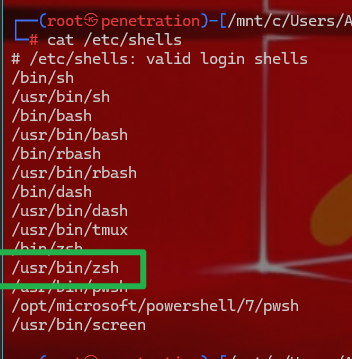 ┌──(root㉿penetration)-[/mnt/c/Users/A
└─# cat /etc/shells
# /etc/shells: valid login shells
/bin/sh
/usr/bin/sh
/bin/bash
/usr/bin/bash
/bin/rbash
/usr/bin/rbash
/bin/dash
/usr/bin/dash
/usr/bin/tmux
/bin/zsh
/usr/bin/zsh
/usr/bin/pwsh
/opt/microsoft/powershell/7/pwsh
/usr/bin/screen